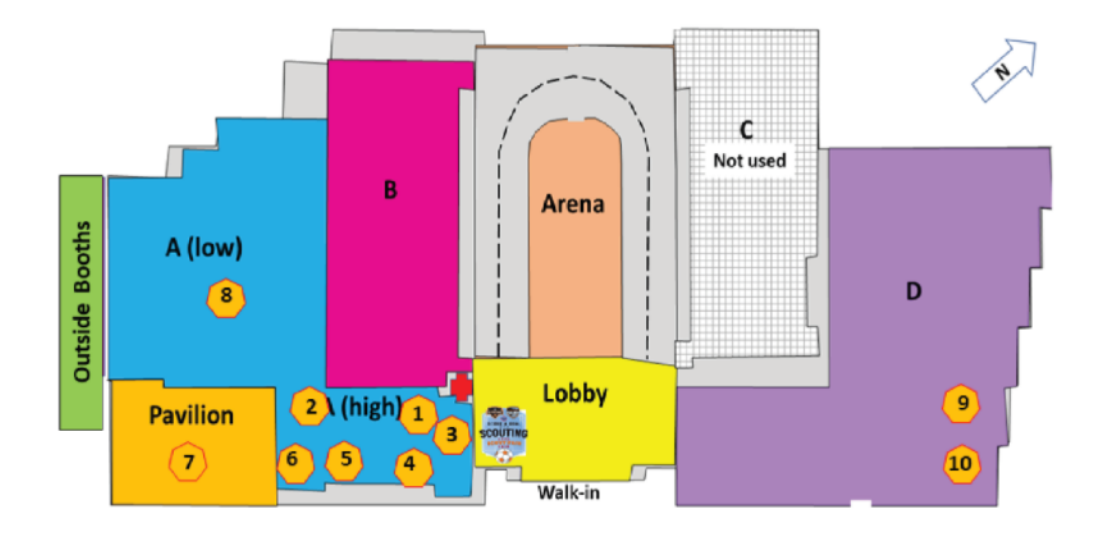 N
C
Not used
B
Arena
A (low)
D
8
Outside Booths
Lobby
Pavilion
2
A (high)
1
9
3
SCOUTING
7
6
5
4
10
Walk-in